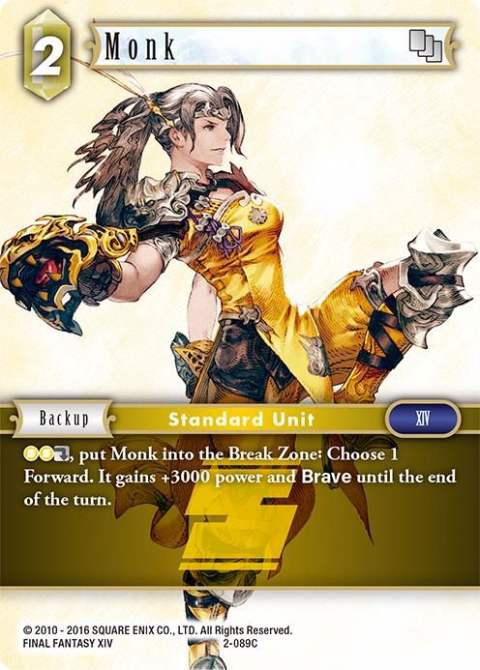 2 Monk
Backup Standard Unit XIV
, put Monk into the Break Zone: Choose 1
Forward. It gains +3000 power and Brave until the end
of the turn.
© 2010 - 2016 SQUARE ENIX CO., LTD. All Rights Reserved.
FINAL FANTASY XIV 2-089C